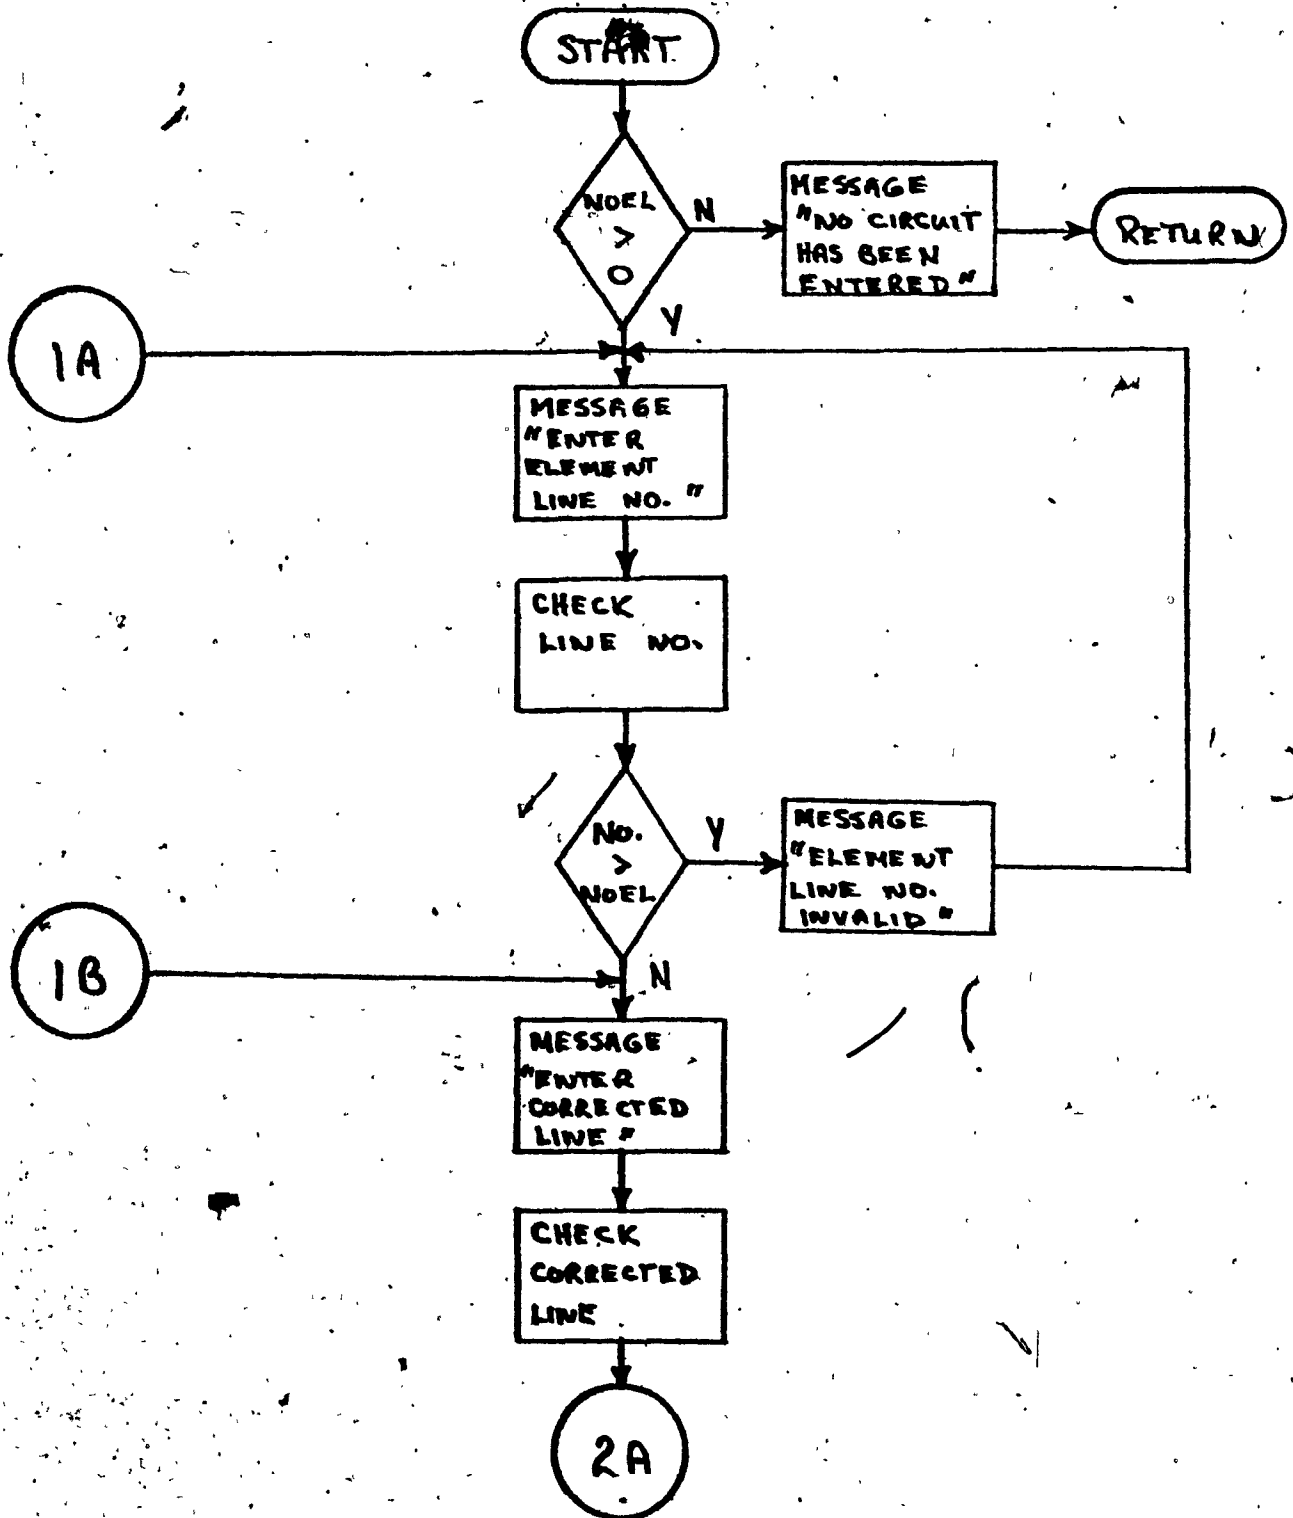 START
NOEL
>
0
N
MESSAGE
"NO CIRCUIT
HAS BEEN
ENTERED"
RETURN
Y
1A
MESSAGE
"ENTER
ELEMENT
LINE NO."
CHECK
LINE NO.
NO.
>
NOEL
Y
MESSAGE
"ELEMENT
LINE NO.
INVALID"
N
1B
MESSAGE
"ENTER
CORRECTED
LINE"
CHECK
CORRECTED
LINE
2A